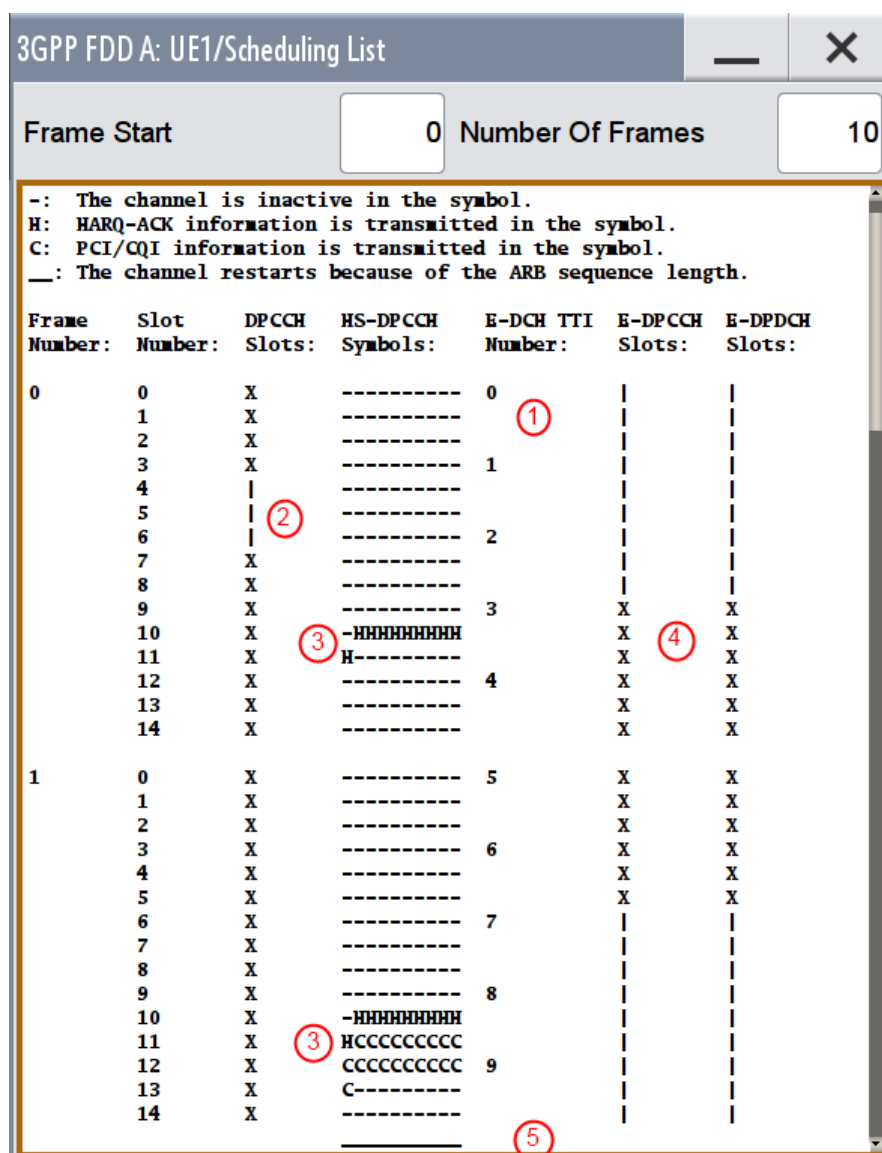 3GPP FDD A: UE1/Scheduling List
Frame Start 0 Number Of Frames 10
-: The channel is inactive in the symbol.
H: HARQ-ACK information is transmitted in the symbol.
C: PCI/CQI information is transmitted in the symbol.
__: The channel restarts because of the ARB sequence length.
Frame Slot DPCCH HS-DPCCH E-DCH TTI E-DPCCH E-DPDCH
Number: Number: Slots: Symbols: Number: Slots: Slots:
0 0 X ---------- 0 | |
1 X ---------- 1 | |
2 X ---------- | |
3 X ---------- 1 | |
4 | ---------- | |
5 | 2 ---------- | |
6 | ---------- 2 | |
7 X ---------- | |
8 X ---------- | |
9 X ---------- 3 X X
10 X 3 -HHHHHHHHH X 4 X
11 X H--------- X X
12 X ---------- 4 X X
13 X ---------- X X
14 X ---------- X X
1 0 X ---------- 5 X X
1 X ---------- X X
2 X ---------- X X
3 X ---------- 6 X X
4 X ---------- X X
5 X ---------- X X
6 X ---------- 7 | |
7 X ---------- | |
8 X ---------- | |
9 X ---------- 8 | |
10 X -HHHHHHHHH | |
11 X 3 HCCCCCCCCC | |
12 X CCCCCCCCCC 9 | |
13 X C--------- | |
14 X ---------- | |
__________ 5